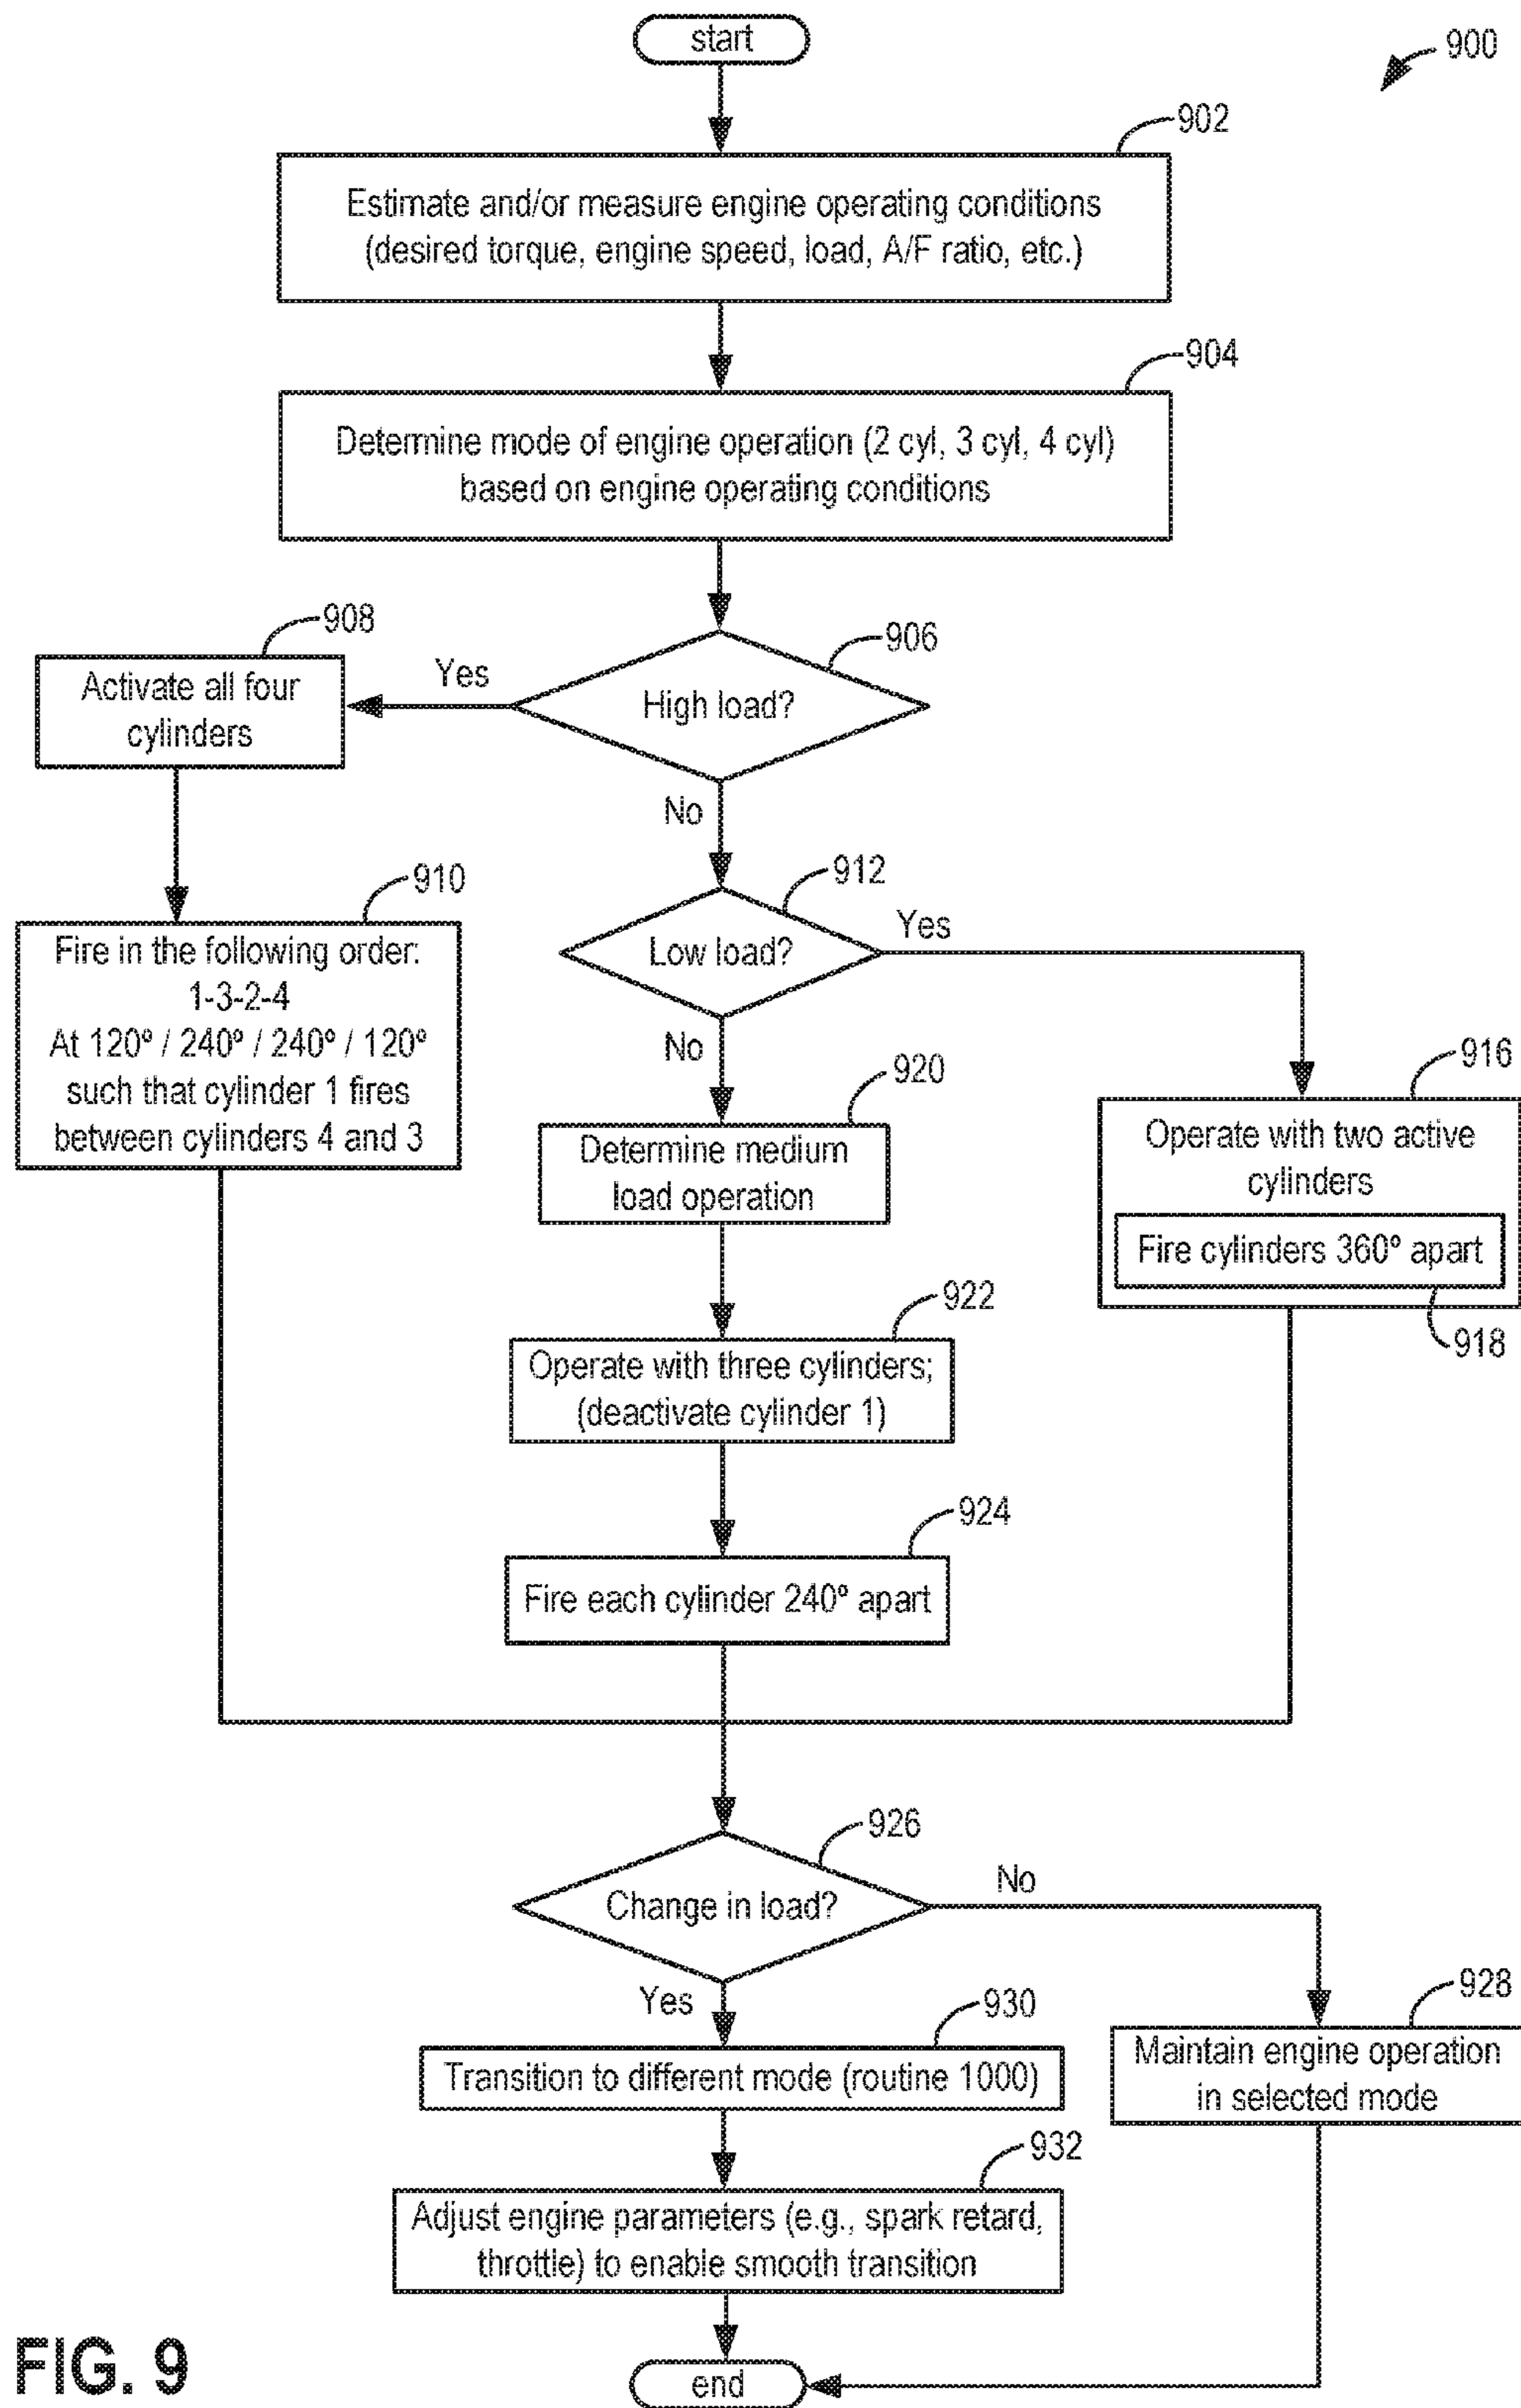 start
900
902
Estimate and/or measure engine operating conditions
(desired torque, engine speed, load, A/F ratio, etc.)
904
Determine mode of engine operation (2 cyl, 3 cyl, 4 cyl)
based on engine operating conditions
908
906
Activate all four
cylinders
Yes
High load?
No
910
912
Fire in the following order:
1-3-2-4
At 120º / 240º / 240º / 120º
such that cylinder 1 fires
between cylinders 4 and 3
Low load?
Yes
No
920
916
Determine medium
load operation
Operate with two active
cylinders
Fire cylinders 360º apart
918
922
Operate with three cylinders;
(deactivate cylinder 1)
924
Fire each cylinder 240º apart
926
Change in load?
No
Yes
930
928
Transition to different mode (routine 1000)
Maintain engine operation
in selected mode
932
Adjust engine parameters (e.g., spark retard,
throttle) to enable smooth transition
end
FIG. 9